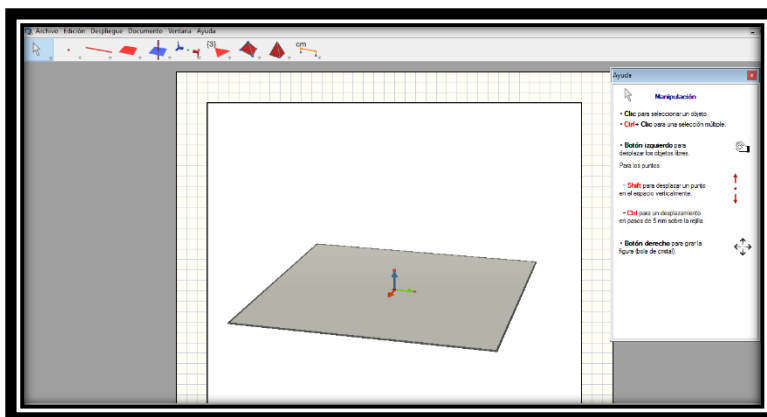 Archivo Edición Despliegue Documento Ventana Ayuda
{S}
cm
Ayuda
Manipulación
• Clic para seleccionar un objeto.
• Ctrl + Clic para una selección múltiple.
• Botón izquierdo para
desplazar los objetos libres.
Para los puntos:
- Shift para desplazar un punto
en el espacio verticalmente.
- Ctrl para un desplazamiento
en pasos de 5 mm sobre la rejilla.
• Botón derecho para girar la
figura (bola de cristal).